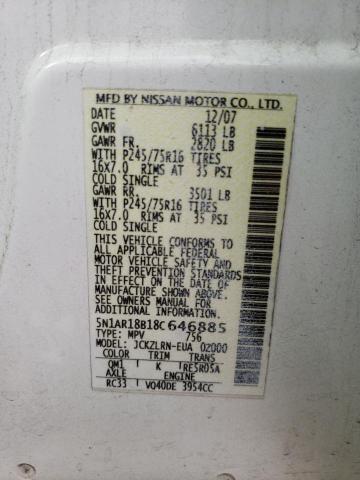 MFD BY NISSAN MOTOR CO., LTD.
DATE 12/07
GVWR 6113 LB
GAWR FR. 2820 LB
WITH P245/75R16 TIRES
16X7.0 RIMS AT 35 PSI
COLD SINGLE
GAWR RR. 3501 LB
WITH P245/75R16 TIRES
16X7.0 RIMS AT 35 PSI
COLD SINGLE
THIS VEHICLE CONFORMS TO
ALL APPLICABLE FEDERAL
MOTOR VEHICLE SAFETY
STANDARDS IN EFFECT ON THE DATE OF
MANUFACTURE SHOWN ABOVE.
SEE OWNERS MANUAL FOR
ADDITIONAL INFORMATION.
5N1AR18B18C646885
TYPE: MPV 756
MODEL: JCKZLRN-EUA 02000
COLOR TRIM TRANS
QM1 K RE5R05A
AXLE ENGINE
RC33 VQ40DE 3954CC